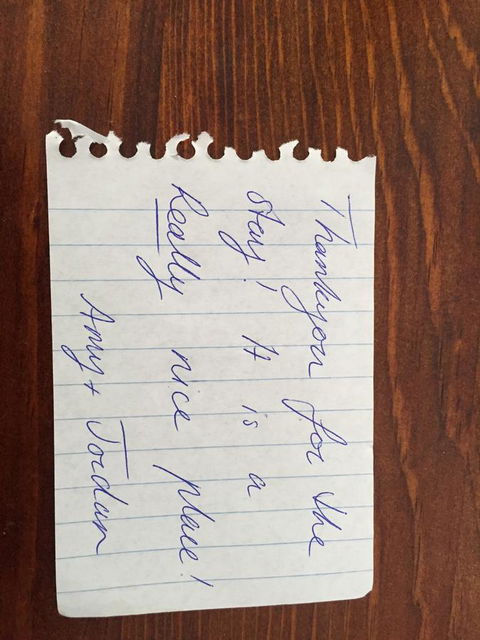 Thankyou for the
stay! It is a
Really nice place!
Amy + Jordan